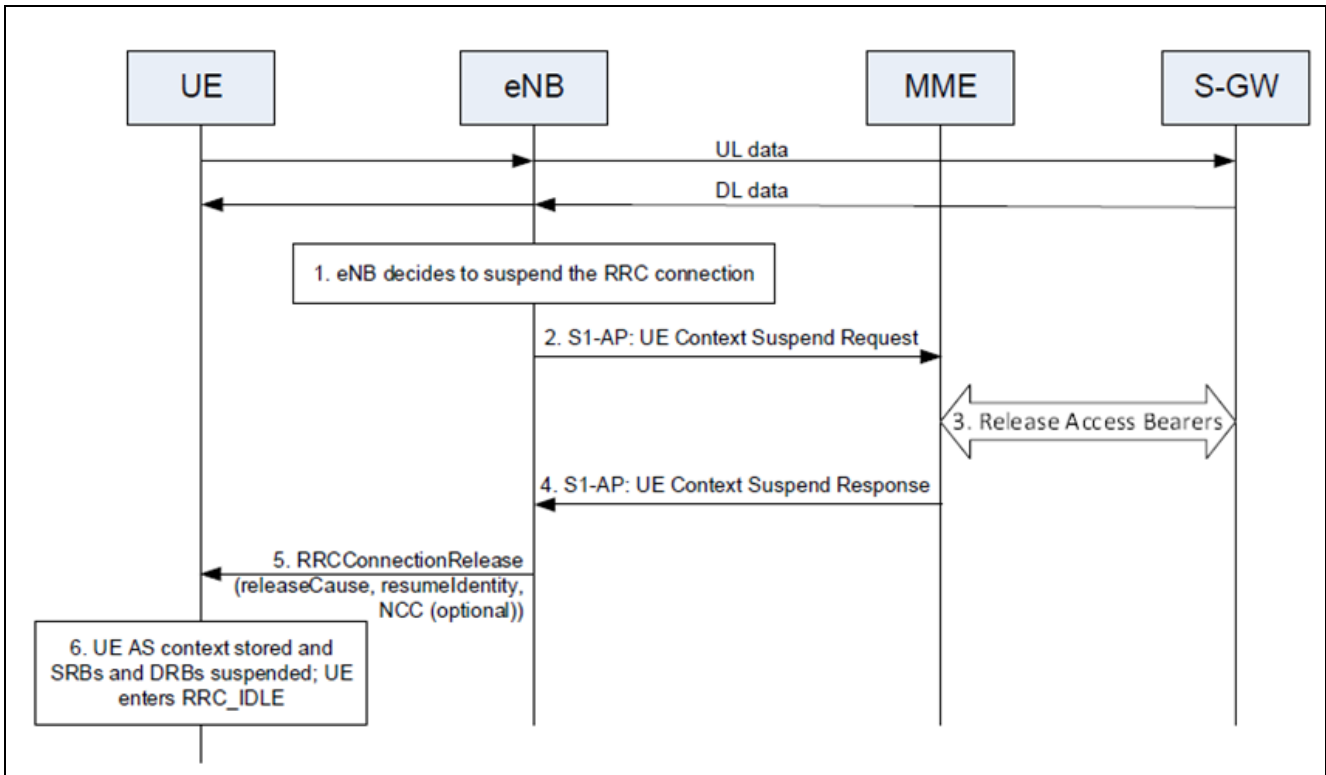 UE
eNB
MME
S-GW
UL data
DL data
1. eNB decides to suspend the RRC connection
2. S1-AP: UE Context Suspend Request
3. Release Access Bearers
4. S1-AP: UE Context Suspend Response
5. RRCConnectionRelease
(releaseCause, resumeIdentity,
NCC (optional))
6. UE AS context stored and
SRBs and DRBs suspended; UE
enters RRC_IDLE